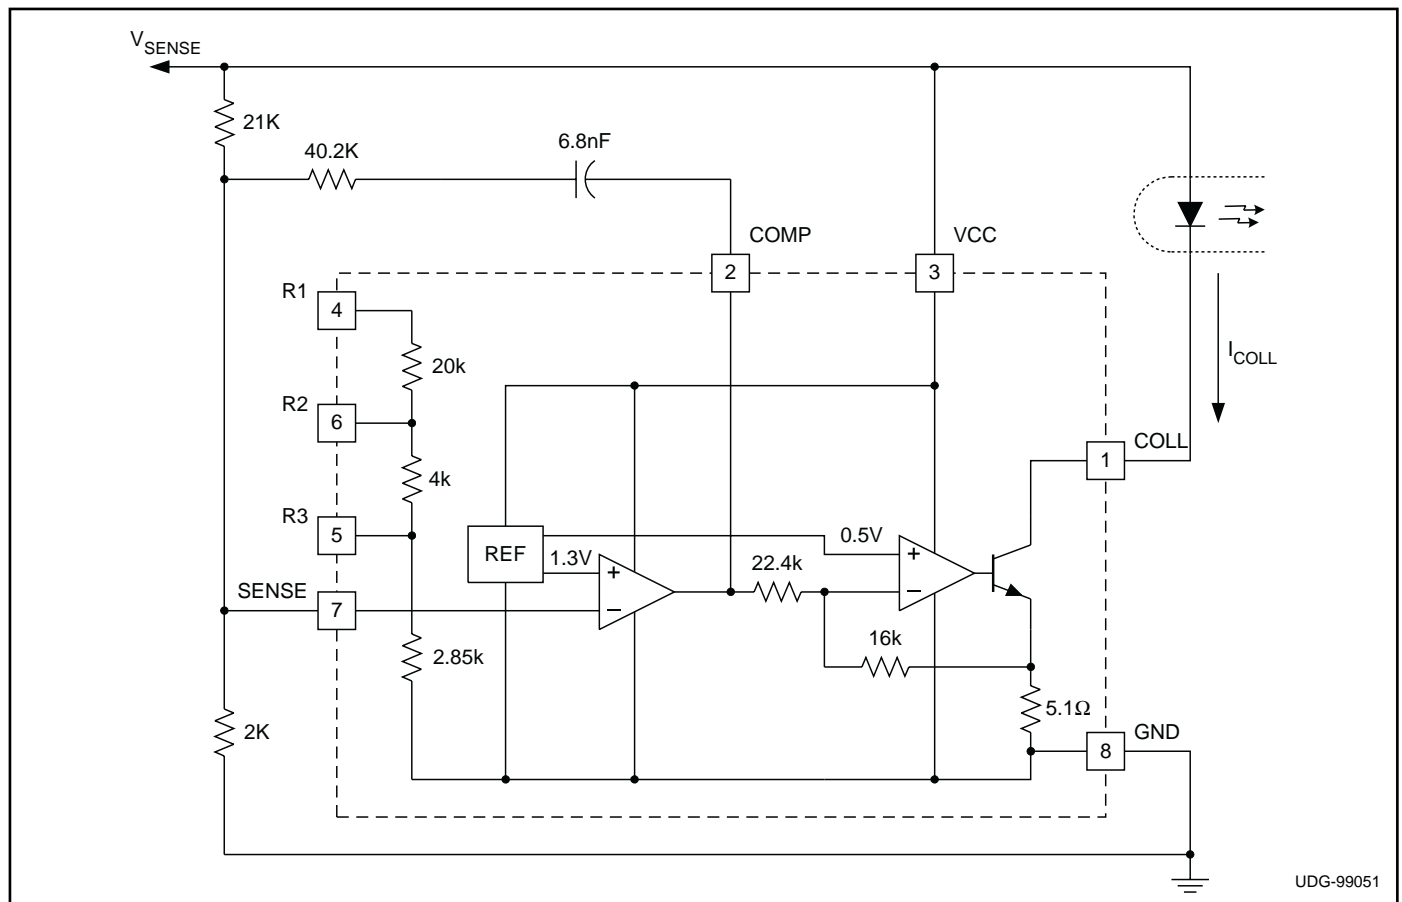 VSENSE
21K
40.2K
6.8nF
COMP
VCC
2
3
R1
4
20k
ICOLL
R2
6
COLL
4k
1
R3
5
REF
0.5V
+
1.3V
22.4k
+
SENSE
–
–
7
16k
2.85k
5.1Ω
2K
GND
8
UDG-99051